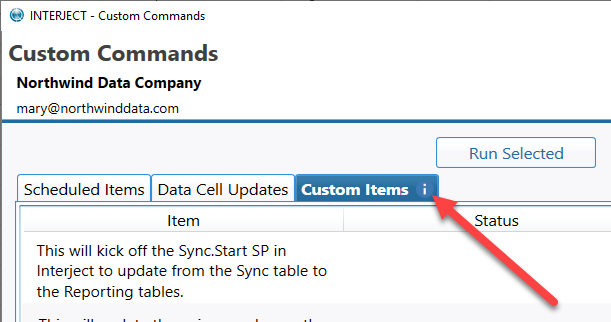 INTERJECT - Custom Commands
Custom Commands
Northwind Data Company
mary@northwinddata.com
Run Selected
Scheduled Items Data Cell Updates Custom Items i
Item Status
This will kick off the Sync.Start SP in
Interject to update from the Sync table to
the Reporting tables.